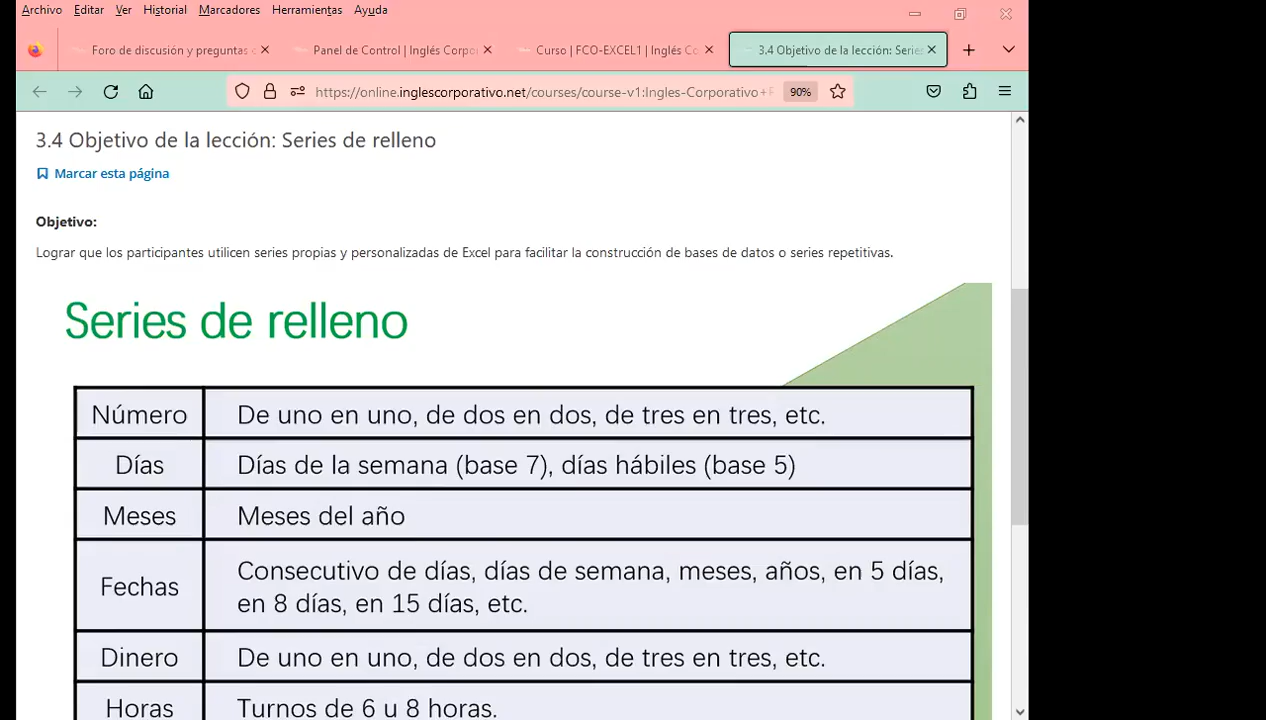 Archivo Editar Ver Historial Marcadores Herramientas Ayuda
Foro de discusión y preguntas Panel de Control | Inglés Corpo Curso | FCO-EXCEL1 | Inglés Co 3.4 Objetivo de la lección: Serie
https://online.inglescorporativo.net/courses/course-v1:Ingles-Corporativo+ 90%
3.4 Objetivo de la lección: Series de relleno
Marcar esta página
Objetivo:
Lograr que los participantes utilicen series propias y personalizadas de Excel para facilitar la construcción de bases de datos o series repetitivas.
Series de relleno
Número De uno en uno, de dos en dos, de tres en tres, etc.
Días Días de la semana (base 7), días hábiles (base 5)
Meses Meses del año
Fechas Consecutivo de días, días de semana, meses, años, en 5 días,
en 8 días, en 15 días, etc.
Dinero De uno en uno, de dos en dos, de tres en tres, etc.
Horas Turnos de 6 u 8 horas.